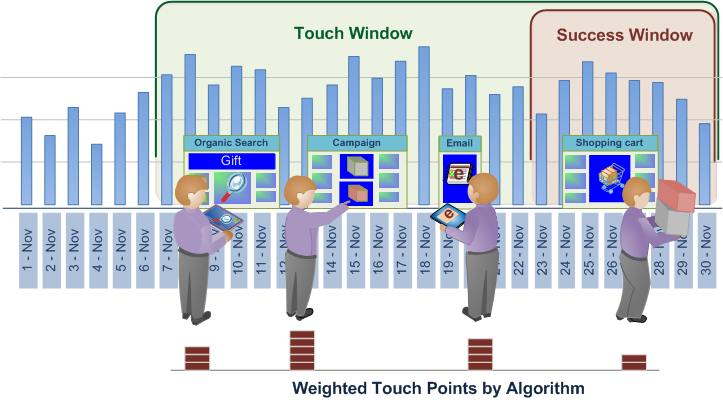 Touch Window
Success Window
Organic Search
Gift
Campaign
Email
e
e
Shopping cart
1 - Nov
2 - Nov
3 - Nov
4 - Nov
5 - Nov
6 - Nov
7 - Nov
9 - Nov
10 - Nov
11 - Nov
14 - Nov
15 - Nov
16 - Nov
17 - Nov
18 - Nov
22 - Nov
23 - Nov
24 - Nov
25 - Nov
28 - Nov
29 - Nov
30 - Nov
Weighted Touch Points by Algorithm